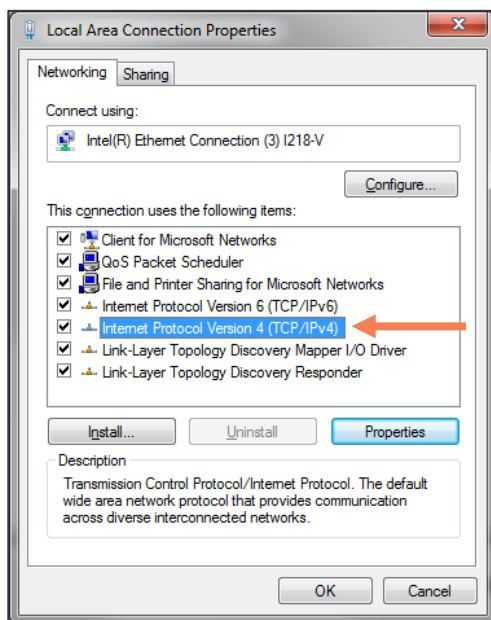 Local Area Connection Properties
Networking
Sharing
Connect using:
Intel(R) Ethernet Connection (3) I218-V
Configure...
This connection uses the following items:
Client for Microsoft Networks
QoS Packet Scheduler
File and Printer Sharing for Microsoft Networks
Internet Protocol Version 6 (TCP/IPv6)
Internet Protocol Version 4 (TCP/IPv4)
Link-Layer Topology Discovery Mapper I/O Driver
Link-Layer Topology Discovery Responder
Install...
Uninstall
Properties
Description
Transmission Control Protocol/Internet Protocol. The default
wide area network protocol that provides communication
across diverse interconnected networks.
OK
Cancel